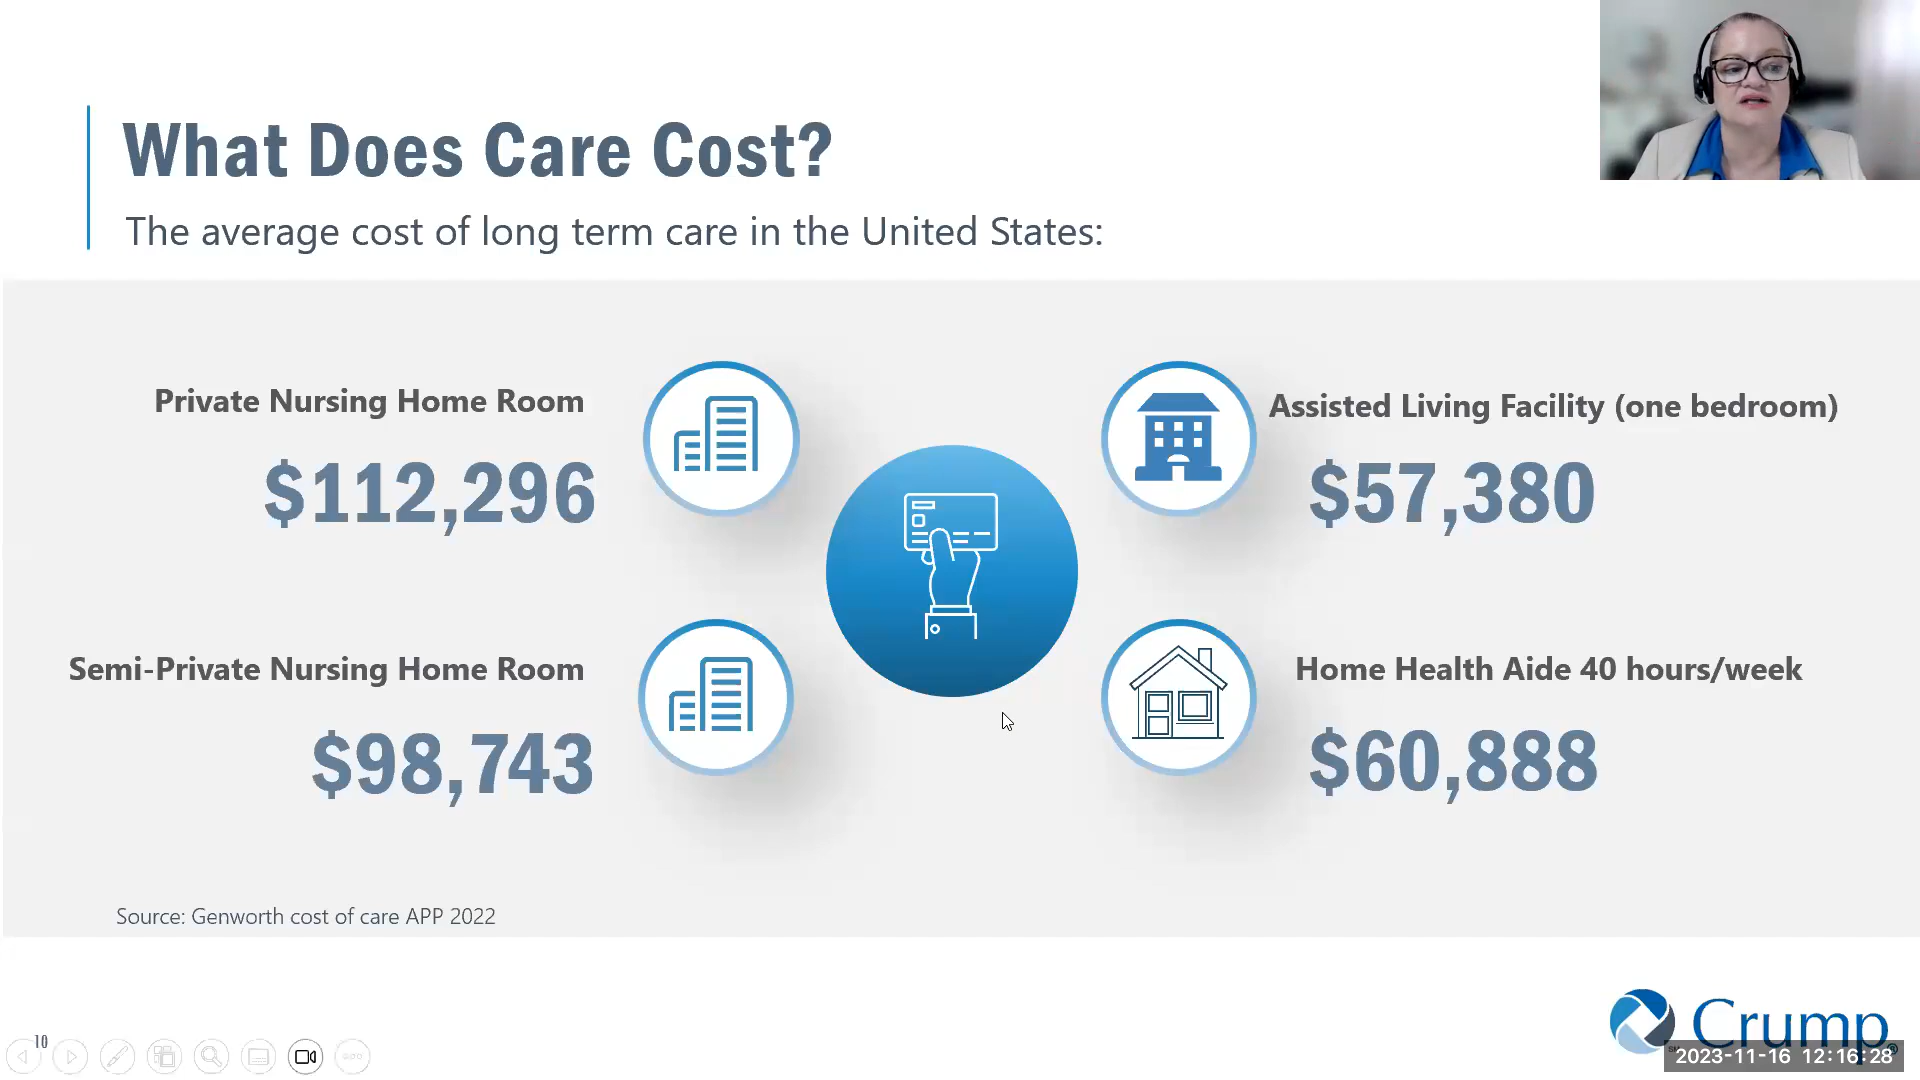 What Does Care Cost?
The average cost of long term care in the United States:
Private Nursing Home Room
$112,296
Assisted Living Facility (one bedroom)
$57,380
Semi-Private Nursing Home Room
$98,743
Home Health Aide 40 hours/week
$60,888
Source: Genworth cost of care APP 2022
10
Crump®
2023-11-16 12:16:28